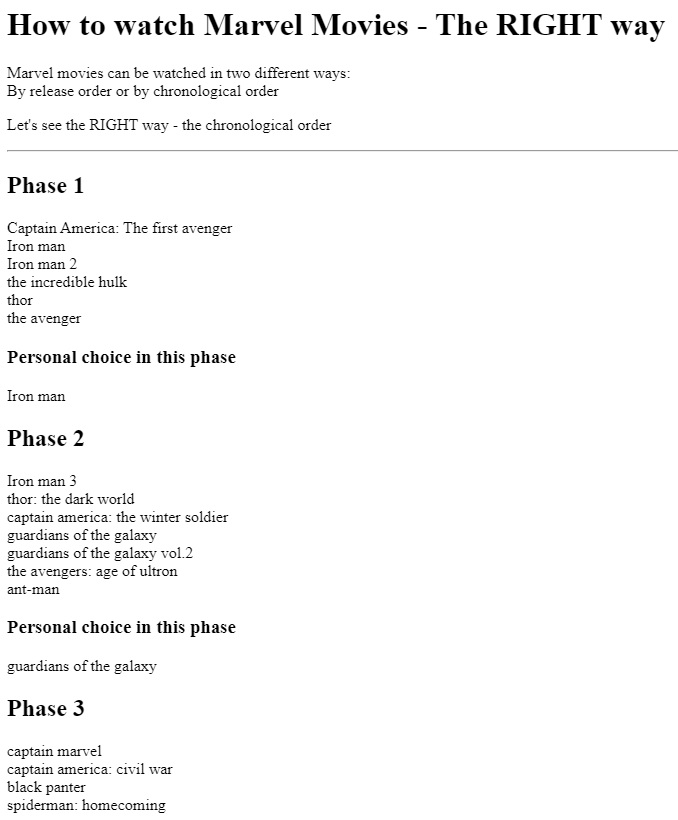 How to watch Marvel Movies - The RIGHT way
Marvel movies can be watched in two different ways:
By release order or by chronological order
Let's see the RIGHT way - the chronological order
Phase 1
Captain America: The first avenger
Iron man
Iron man 2
the incredible hulk
thor
the avenger
Personal choice in this phase
Iron man
Phase 2
Iron man 3
thor: the dark world
captain america: the winter soldier
guardians of the galaxy
guardians of the galaxy vol.2
the avengers: age of ultron
ant-man
Personal choice in this phase
guardians of the galaxy
Phase 3
captain marvel
captain america: civil war
black panter
spiderman: homecoming